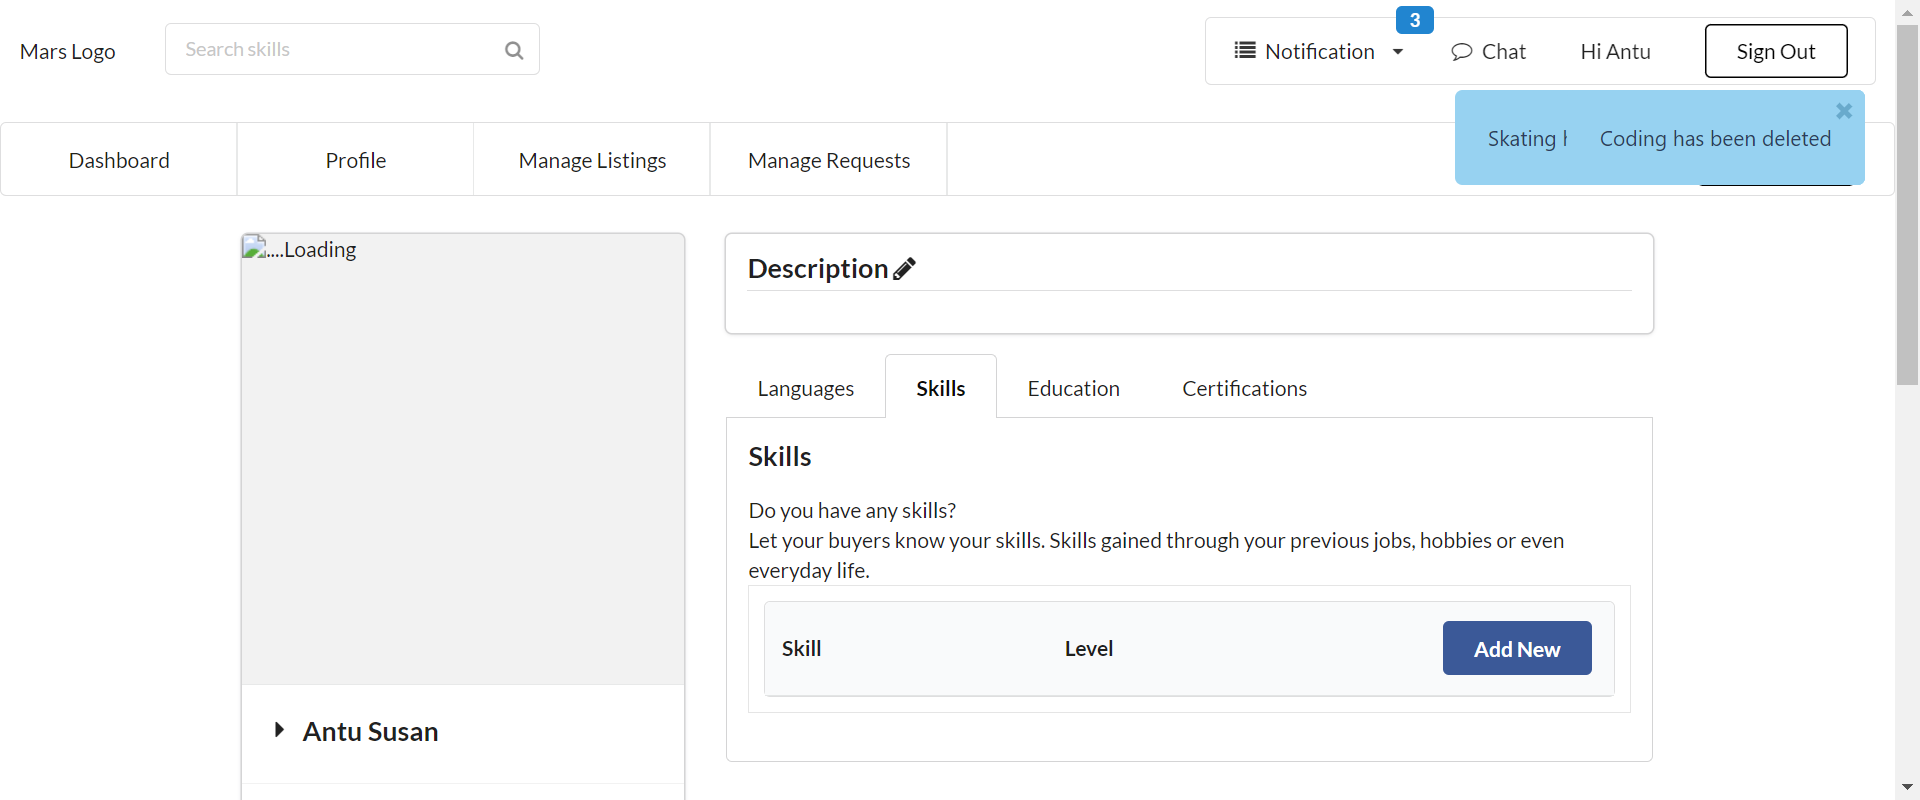 Mars Logo
Search skills
3
Notification
Chat
Hi Antu
Sign Out
Skating
Coding has been deleted
Dashboard
Profile
Manage Listings
Manage Requests
....Loading
Description
Languages
Skills
Education
Certifications
Skills
Do you have any skills?
Let your buyers know your skills. Skills gained through your previous jobs, hobbies or even
everyday life.
Skill
Level
Add New
Antu Susan